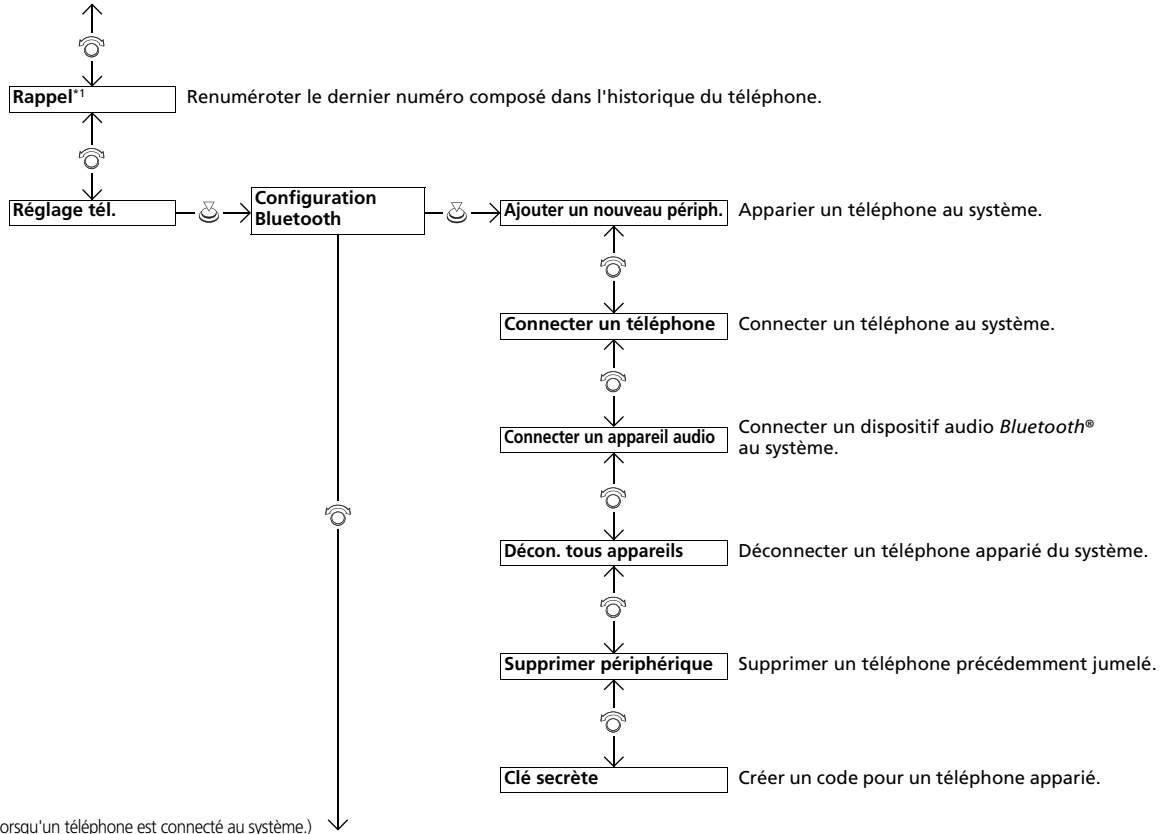 Rappel*1 Renuméroter le dernier numéro composé dans l'historique du téléphone.
Réglage tél.
Configuration
Bluetooth
Ajouter un nouveau périph. Apparier un téléphone au système.
Connecter un téléphone Connecter un téléphone au système.
Connecter un appareil audio Connecter un dispositif audio Bluetooth®
au système.
Décon. tous appareils Déconnecter un téléphone apparié du système.
Supprimer périphérique Supprimer un téléphone précédemment jumelé.
Clé secrète Créer un code pour un téléphone apparié.
orsqu'un téléphone est connecté au système.)